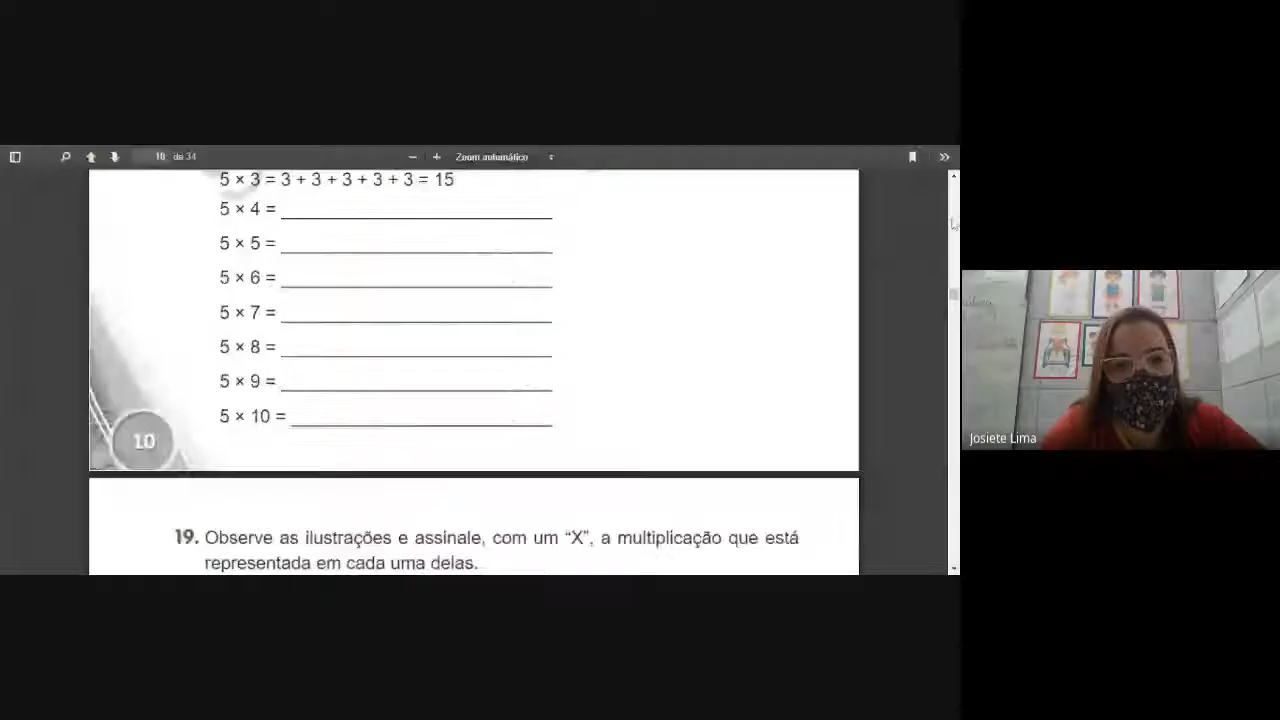 10 de 34
Zoom automático
5 × 3 = 3 + 3 + 3 + 3 + 3 = 15
5 × 4 =
5 × 5 =
5 × 6 =
5 × 7 =
5 × 8 =
5 × 9 =
5 × 10 =
10
19. Observe as ilustrações e assinale, com um “X”, a multiplicação que está
representada em cada uma delas.
Josiete Lima